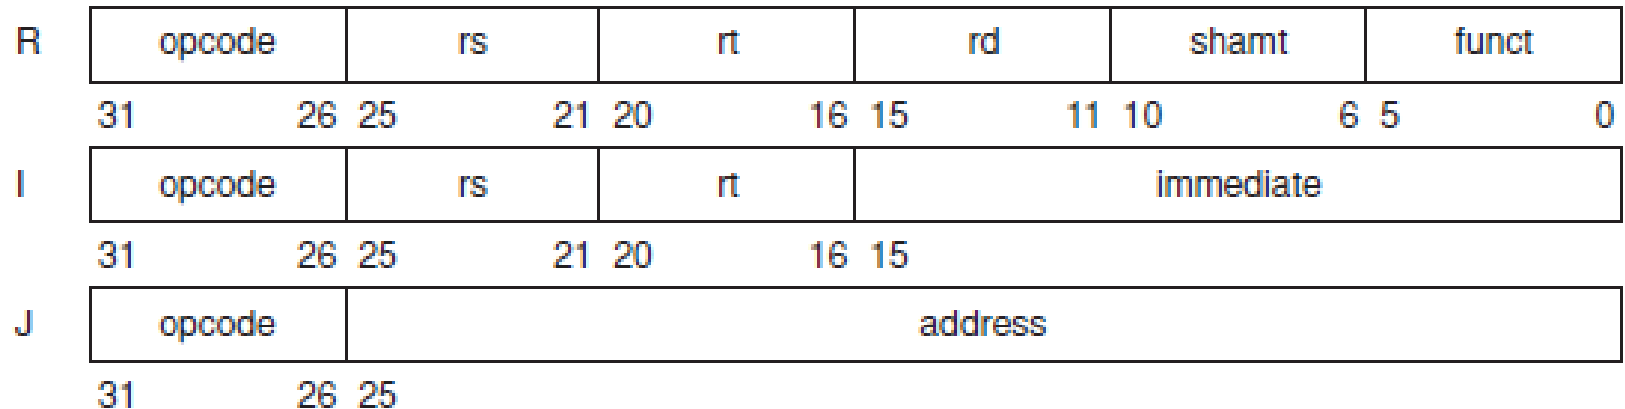 R opcode rs rt rd shamt funct
31 26 25 21 20 16 15 11 10 6 5 0
I opcode rs rt immediate
31 26 25 21 20 16 15
J opcode address
31 26 25